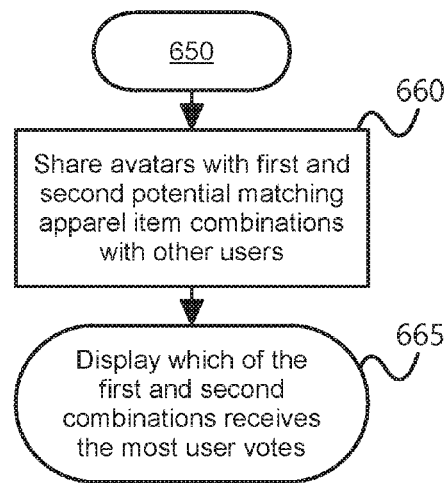 650
660
Share avatars with first and
second potential matching
apparel item combinations
with other users
665
Display which of the
first and second
combinations receives
the most user votes